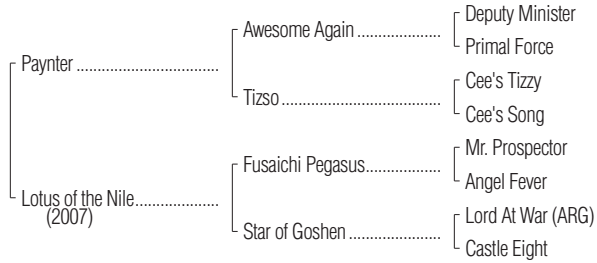 Deputy Minister
Awesome Again ..................
Primal Force
Paynter ..............................
Cee's Tizzy
Tizso ..................................
Cee's Song
Mr. Prospector
Fusaichi Pegasus................
Angel Fever
Lotus of the Nile..................
(2007)
Lord At War (ARG)
Star of Goshen ....................
Castle Eight